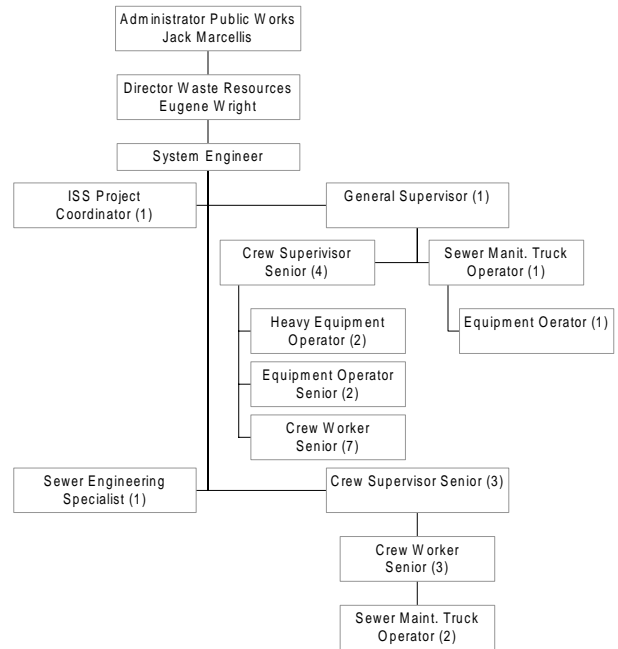 Administrator Public Works
Jack Marcellis
Director Waste Resources
Eugene Wright
System Engineer
ISS Project
Coordinator (1)
General Supervisor (1)
Crew Superivisor
Senior (4)
Sewer Manit. Truck
Operator (1)
Heavy Equipment
Operator (2)
Equipment Oerator (1)
Equipment Operator
Senior (2)
Crew Worker
Senior (7)
Sewer Engineering
Specialist (1)
Crew Supervisor Senior (3)
Crew Worker
Senior (3)
Sewer Maint. Truck
Operator (2)